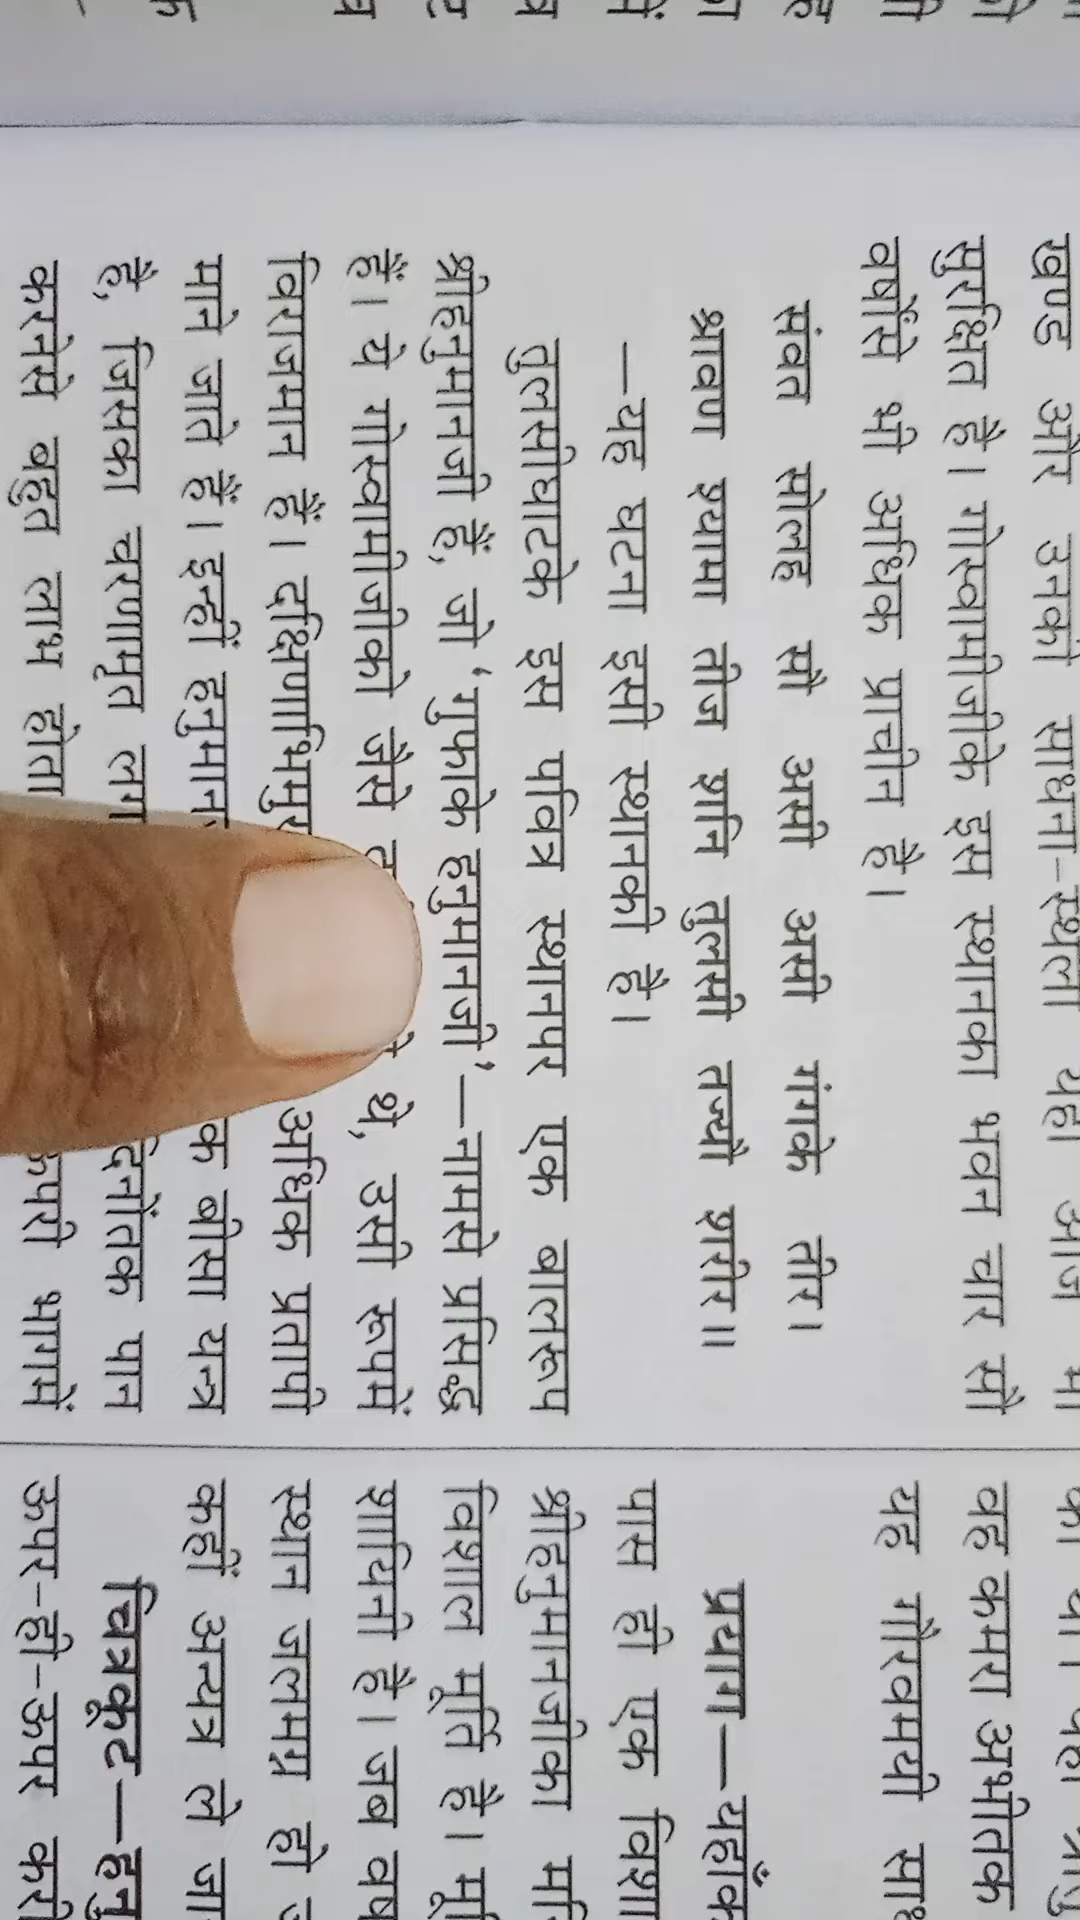 खण्ड और उनकी साधना-स्थली यहाँ आज भी
सुरक्षित है। गोस्वामीजीके इस स्थानका भवन चार सौ
वर्षोंसे भी अधिक प्राचीन है।
संवत सोलह सौ असी असी गंगके तीर।
श्रावण श्यामा तीज शनि तुलसी तज्यौ शरीर॥
—यह घटना इसी स्थानकी है।
तुलसीघाटके इस पवित्र स्थानपर एक बालरूप
श्रीहनुमानजी हैं, जो ‘गुफाके हनुमानजी’—नामसे प्रसिद्ध
हैं। ये गोस्वामीजीको जैसे थे, उसी रूपमें
विराजमान हैं। अधिक प्रतापी
माने जाते हैं। इन्हीं बीसा यन्त्र
है, जिसका चरणामृत पान
करनेसे बहुत लाभ होता भागमें
वह कमरा अभीतक
यह गौरवमयी
प्रयाग—
पास ही एक
श्रीहनुमानजीका
विशाल मूर्ति है।
शायिनी है। जब
स्थान जलमग्न हो
कहीं अन्यत्र ले
चित्रकूट—
ऊपर-ही-ऊपर